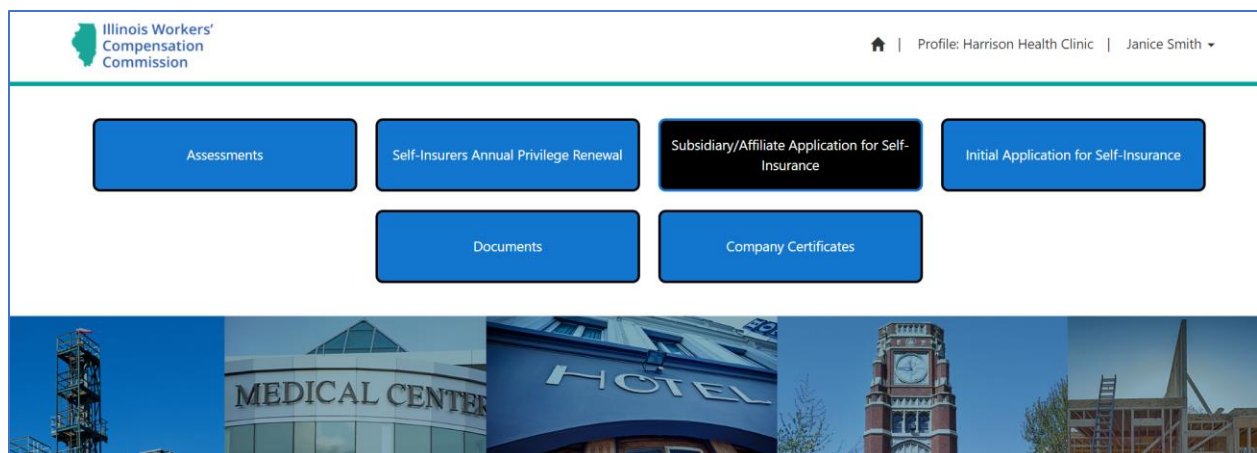 Illinois Workers'
Compensation
Commission
| Profile: Harrison Health Clinic | Janice Smith
Assessments
Self-Insurers Annual Privilege Renewal
Subsidiary/Affiliate Application for Self-
Insurance
Initial Application for Self-Insurance
Documents
Company Certificates
MEDICAL CENTER
HOTEL